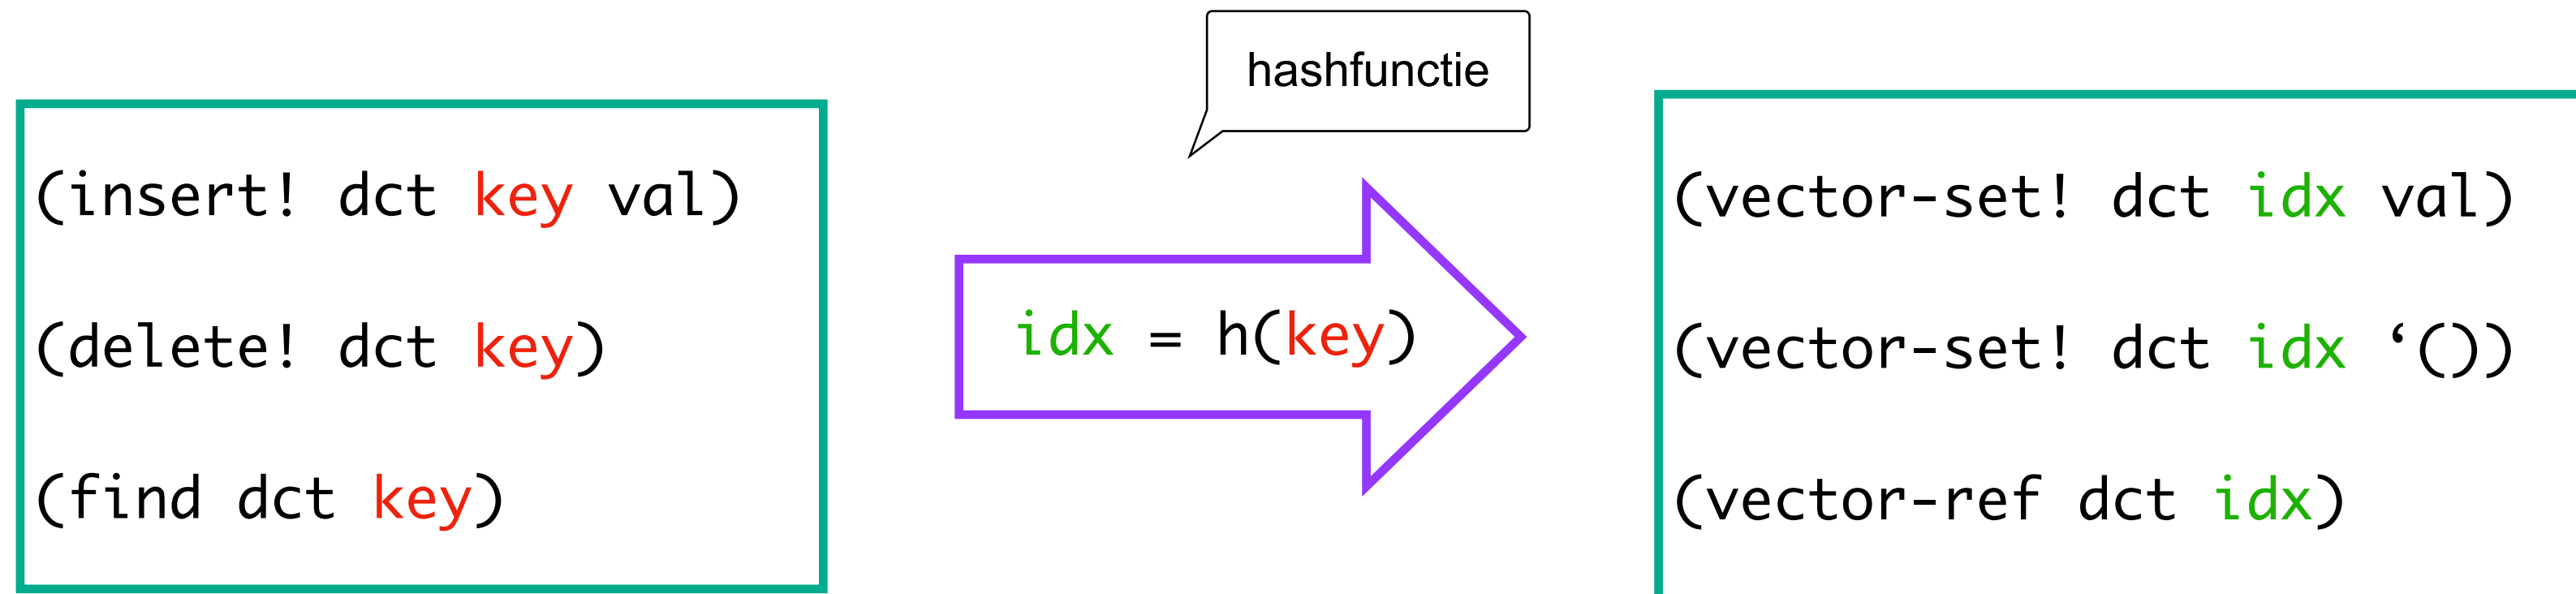 hashfunctie
(insert! dct key val)
(delete! dct key)
(find dct key)
idx = h(key)
(vector-set! dct idx val)
(vector-set! dct idx ‘())
(vector-ref dct idx)